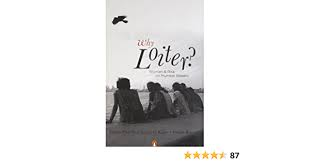 Why
Loiter?
Women & Risk
on Mumbai Streets
87